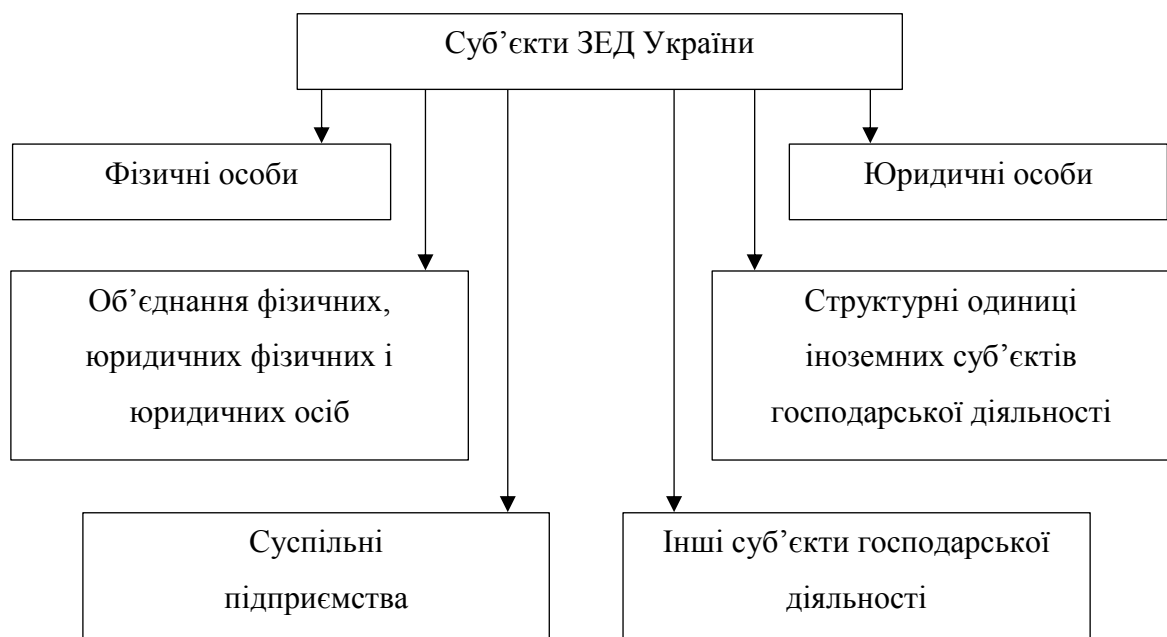 Суб’єкти ЗЕД України
Фізичні особи
Юридичні особи
Об’єднання фізичних,
юридичних фізичних і
юридичних осіб
Структурні одиниці
іноземних суб’єктів
господарської діяльності
Суспільні
підприємства
Інші суб’єкти господарської
діяльності